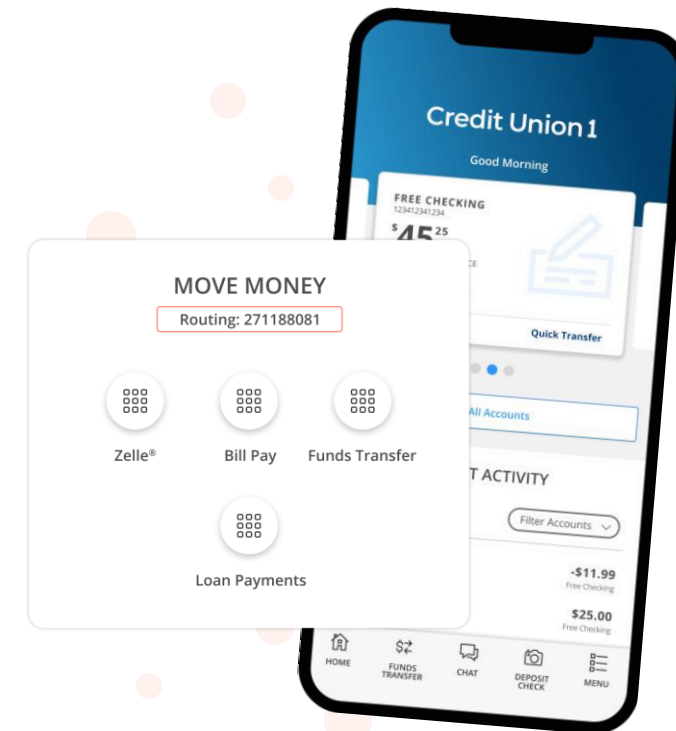 Credit Union 1
Good Morning
FREE CHECKING
123412341234
$45 25
CE
Quick Transfer
All Accounts
T ACTIVITY
Filter Accounts
-$11.99
Free Checking
$25.00
Free Checking
HOME
FUNDS
TRANSFER
CHAT
DEPOSIT
CHECK
MENU
MOVE MONEY
Routing: 271188081
Zelle® Bill Pay Funds Transfer
Loan Payments